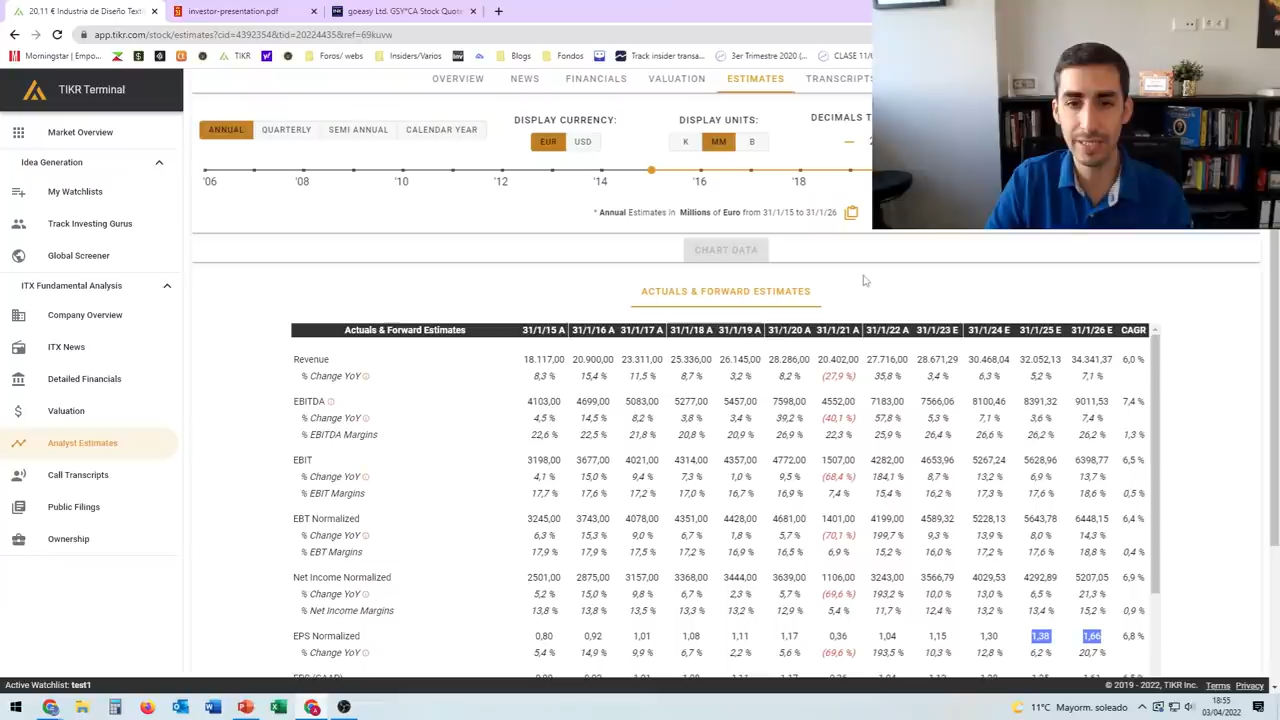 20,11 € Industria de Diseño Text
investor-presentation.pdf
goeasy Ltd. GSY*CA Stock Quote
app.tikr.com/stock/estimates?cid=4392354&tid=20224435&ref=69kuvw
Morningstar | Empo...
TIKR
Foros/ webs
Insiders/Varios
Blogs
Fondos
Track insider transa...
3er Trimestre 2020 (...
CLASE 11/
TIKR Terminal
OVERVIEW NEWS FINANCIALS VALUATION ESTIMATES TRANSCRIPTS
Market Overview
Idea Generation
My Watchlists
Track Investing Gurus
Global Screener
ITX Fundamental Analysis
Company Overview
ITX News
Detailed Financials
Valuation
Analyst Estimates
Call Transcripts
Public Filings
Ownership
ANNUAL QUARTERLY SEMI ANNUAL CALENDAR YEAR
DISPLAY CURRENCY:
EUR USD
DISPLAY UNITS:
K MM B
DECIMALS T
'06 '08 '10 '12 '14 '16 '18
* Annual Estimates in Millions of Euro from 31/1/15 to 31/1/26
CHART DATA
ACTUALS & FORWARD ESTIMATES
Actuals & Forward Estimates 31/1/15 A 31/1/16 A 31/1/17 A 31/1/18 A 31/1/19 A 31/1/20 A 31/1/21 A 31/1/22 A 31/1/23 E 31/1/24 E 31/1/25 E 31/1/26 E CAGR
Revenue 18.117,00 20.900,00 23.311,00 25.336,00 26.145,00 28.286,00 20.402,00 27.716,00 28.671,29 30.468,04 32.052,13 34.341,37 6,0 %
% Change YoY 8,3 % 15,4 % 11,5 % 8,7 % 3,2 % 8,2 % (27,9 %) 35,8 % 3,4 % 6,3 % 5,2 % 7,1 %
EBITDA 4103,00 4699,00 5083,00 5277,00 5457,00 7598,00 4552,00 7183,00 7566,06 8100,46 8391,32 9011,53 7,4 %
% Change YoY 4,5 % 14,5 % 8,2 % 3,8 % 3,4 % 39,2 % (40,1 %) 57,8 % 5,3 % 7,1 % 3,6 % 7,4 %
% EBITDA Margins 22,6 % 22,5 % 21,8 % 20,8 % 20,9 % 26,9 % 22,3 % 25,9 % 26,4 % 26,6 % 26,2 % 26,2 % 1,3 %
EBIT 3198,00 3677,00 4021,00 4314,00 4357,00 4772,00 1507,00 4282,00 4653,96 5267,24 5628,96 6398,77 6,5 %
% Change YoY 4,1 % 15,0 % 9,4 % 7,3 % 1,0 % 9,5 % (68,4 %) 184,1 % 8,7 % 13,2 % 6,9 % 13,7 %
% EBIT Margins 17,7 % 17,6 % 17,2 % 17,0 % 16,7 % 16,9 % 7,4 % 15,4 % 16,2 % 17,3 % 17,6 % 18,6 % 0,5 %
EBT Normalized 3245,00 3743,00 4078,00 4351,00 4428,00 4681,00 1401,00 4199,00 4589,32 5228,13 5643,78 6448,15 6,4 %
% Change YoY 6,3 % 15,3 % 9,0 % 6,7 % 1,8 % 5,7 % (70,1 %) 199,7 % 9,3 % 13,9 % 8,0 % 14,3 %
% EBT Margins 17,9 % 17,9 % 17,5 % 17,2 % 16,9 % 16,5 % 6,9 % 15,2 % 16,0 % 17,2 % 17,6 % 18,8 % 0,4 %
Net Income Normalized 2501,00 2875,00 3157,00 3368,00 3444,00 3639,00 1106,00 3243,00 3566,79 4029,53 4292,89 5207,05 6,9 %
% Change YoY 5,2 % 15,0 % 9,8 % 6,7 % 2,3 % 5,7 % (69,6 %) 193,2 % 10,0 % 13,0 % 6,5 % 21,3 %
% Net Income Margins 13,8 % 13,8 % 13,5 % 13,3 % 13,2 % 12,9 % 5,4 % 11,7 % 12,4 % 13,2 % 13,4 % 15,2 % 0,9 %
EPS Normalized 0,80 0,92 1,01 1,08 1,11 1,17 0,36 1,04 1,15 1,30 1,38 1,66 6,8 %
% Change YoY 5,4 % 14,9 % 9,9 % 6,7 % 2,2 % 5,6 % (69,6 %) 193,5 % 10,3 % 12,8 % 6,2 % 20,7 %
Active Watchlist: test1
© 2019 - 2022, TIKR Inc. Terms Privacy
11°C Mayorm. soleado
18:55
03/04/2022